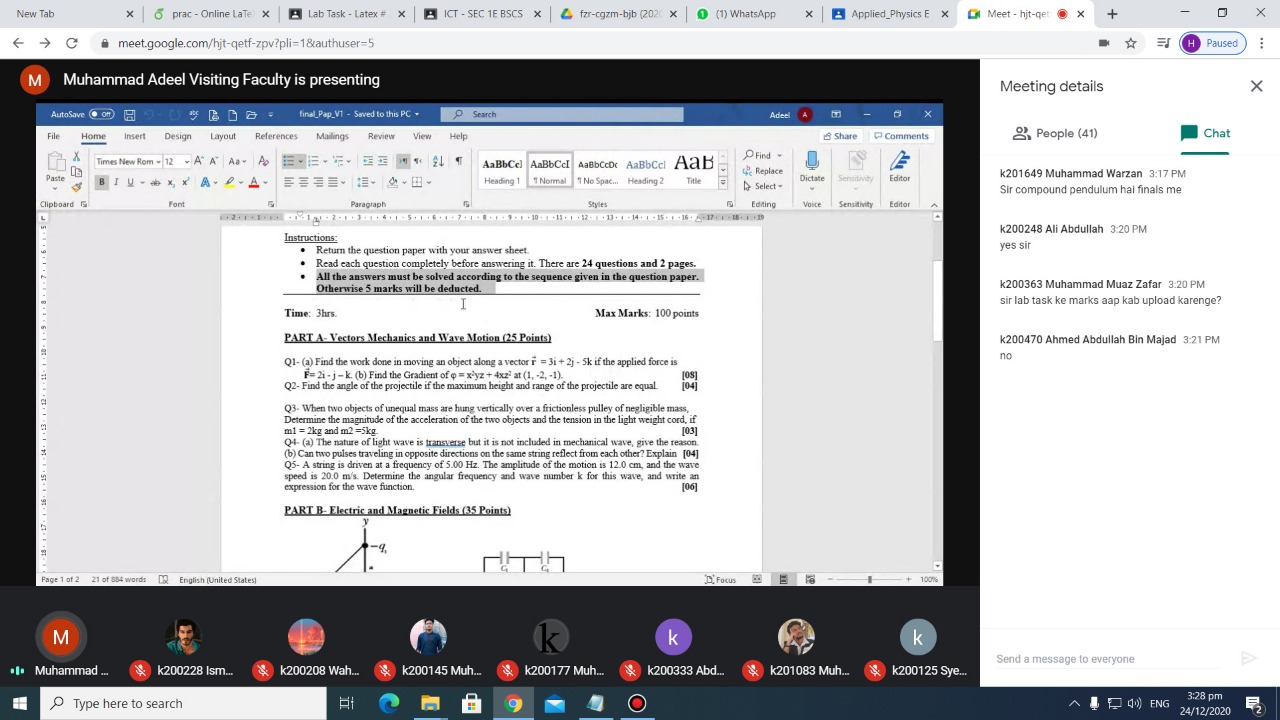 New Tab
prac - OnlineGDB
Lab Task - Latex #
ICT - SEC 1E BSCS
fzr-cgzm-bjb (2020
(1) WhatsApp
Applied_Physics E
Meet - hjt-qet
meet.google.com/hjt-qetf-zpv?pli=1&authuser=5
H Paused
M Muhammad Adeel Visiting Faculty is presenting
AutoSave Off
final_Pap_V1 - Saved to this PC
Search
Adeel A
File Home Insert Design Layout References Mailings Review View Help
Share Comments
Paste
Times New Rom 12
AaBbCcl AaBbCcI AaBbCcDc AaBbCcI AaB
Heading 1 ¶ Normal ¶ No Spac... Heading 2 Title
Find
Replace
Select
Dictate Sensitivity Editor
Clipboard Font Paragraph Styles Editing Voice Sensitivity Editor
Instructions:
• Return the question paper with your answer sheet.
• Read each question completely before answering it. There are 24 questions and 2 pages.
• All the answers must be solved according to the sequence given in the question paper.
Otherwise 5 marks will be deducted.
Time: 3hrs. Max Marks: 100 points
PART A- Vectors Mechanics and Wave Motion (25 Points)
Q1- (a) Find the work done in moving an object along a vector r⃗ = 3i + 2j - 5k if the applied force is
F⃗= 2i - j – k. (b) Find the Gradient of φ = x²yz + 4xz² at (1, -2, -1). [08]
Q2- Find the angle of the projectile if the maximum height and range of the projectile are equal. [04]
Q3- When two objects of unequal mass are hung vertically over a frictionless pulley of negligible mass,
Determine the magnitude of the acceleration of the two objects and the tension in the light weight cord, if
m1 = 2kg and m2 =5kg. [03]
Q4- (a) The nature of light wave is transverse but it is not included in mechanical wave, give the reason.
(b) Can two pulses traveling in opposite directions on the same string reflect from each other? Explain [04]
Q5- A string is driven at a frequency of 5.00 Hz. The amplitude of the motion is 12.0 cm, and the wave
speed is 20.0 m/s. Determine the angular frequency and wave number k for this wave, and write an
expression for the wave function. [06]
PART B- Electric and Magnetic Fields (35 Points)
y
Page 1 of 2 21 of 884 words English (United States) Focus 100%
M
k
k
k
Muhammad ...
k200228 Ism...
k200208 Wah...
k200145 Muh...
k200177 Muh...
k200333 Abd...
k201083 Muh...
k200125 Sye...
Meeting details
People (41) Chat
k201649 Muhammad Warzan 3:17 PM
Sir compound pendulum hai finals me
k200248 Ali Abdullah 3:20 PM
yes sir
k200363 Muhammad Muaz Zafar 3:20 PM
sir lab task ke marks aap kab upload karenge?
k200470 Ahmed Abdullah Bin Majad 3:21 PM
no
Send a message to everyone
Type here to search
ENG
3:28 pm
24/12/2020
2